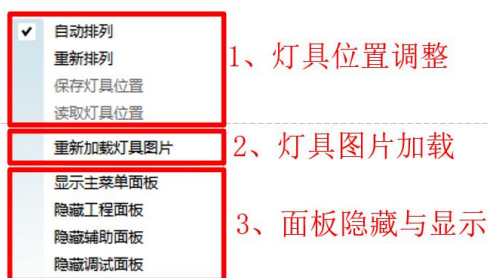 自动排列
重新排列
保存灯具位置
读取灯具位置
1、灯具位置调整
重新加载灯具图片
2、灯具图片加载
显示主菜单面板
隐藏工程面板
隐藏辅助面板
隐藏调试面板
3、面板隐藏与显示